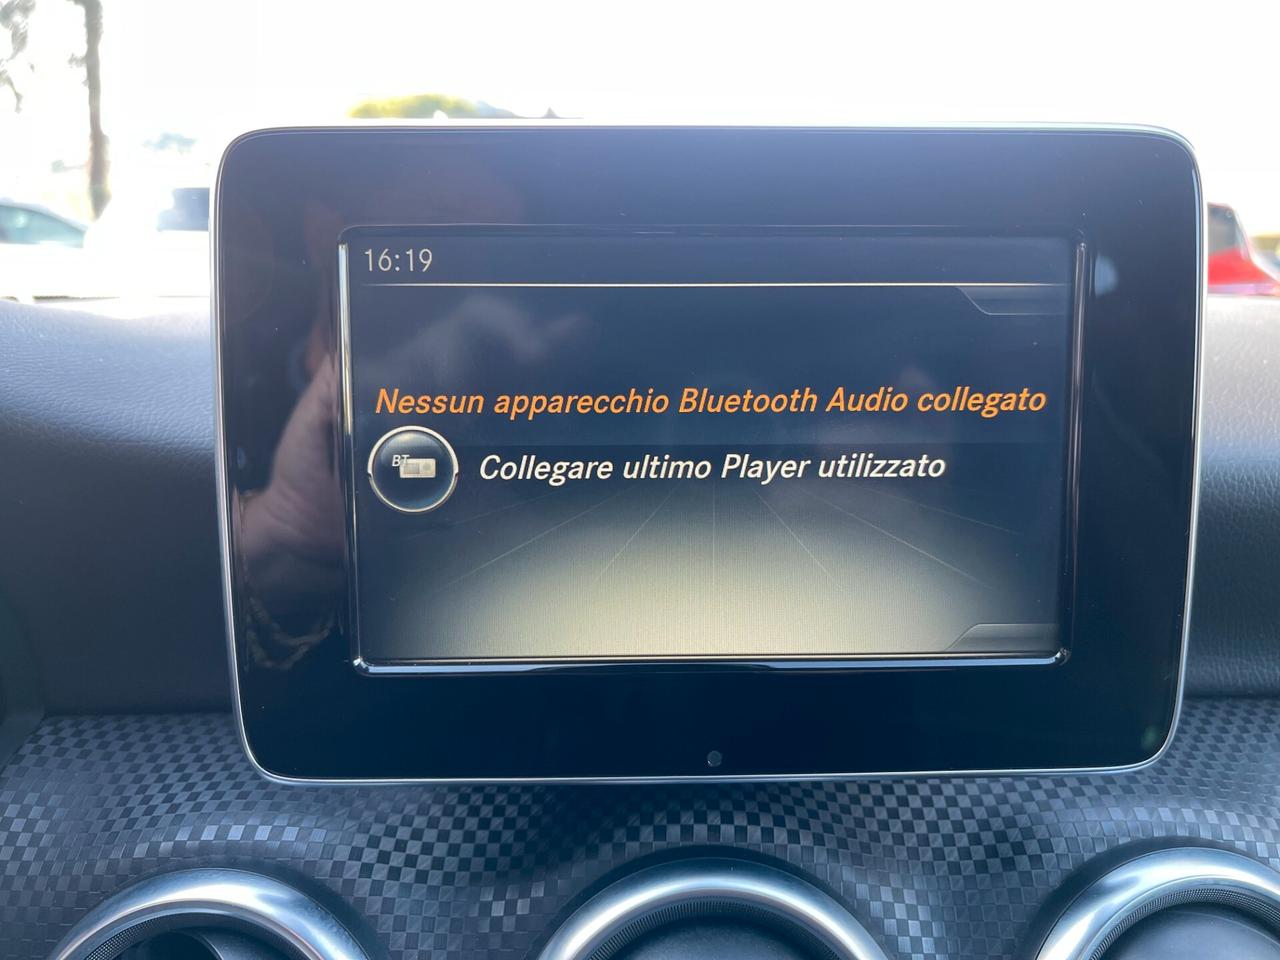 16:19
Nessun apparecchio Bluetooth Audio collegato
BT
Collegare ultimo Player utilizzato